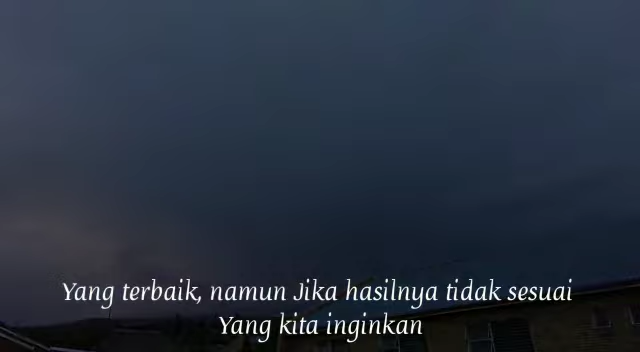 Yang terbaik, namun Jika hasilnya tidak sesuai
Yang kita inginkan